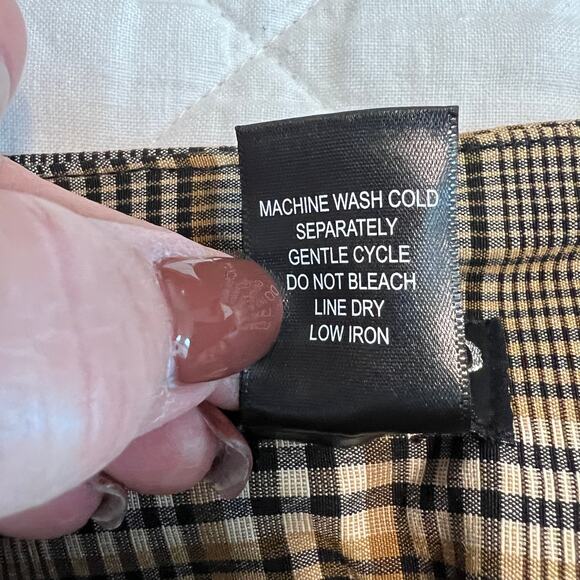 MACHINE WASH COLD
SEPARATELY
GENTLE CYCLE
DO NOT BLEACH
LINE DRY
LOW IRON